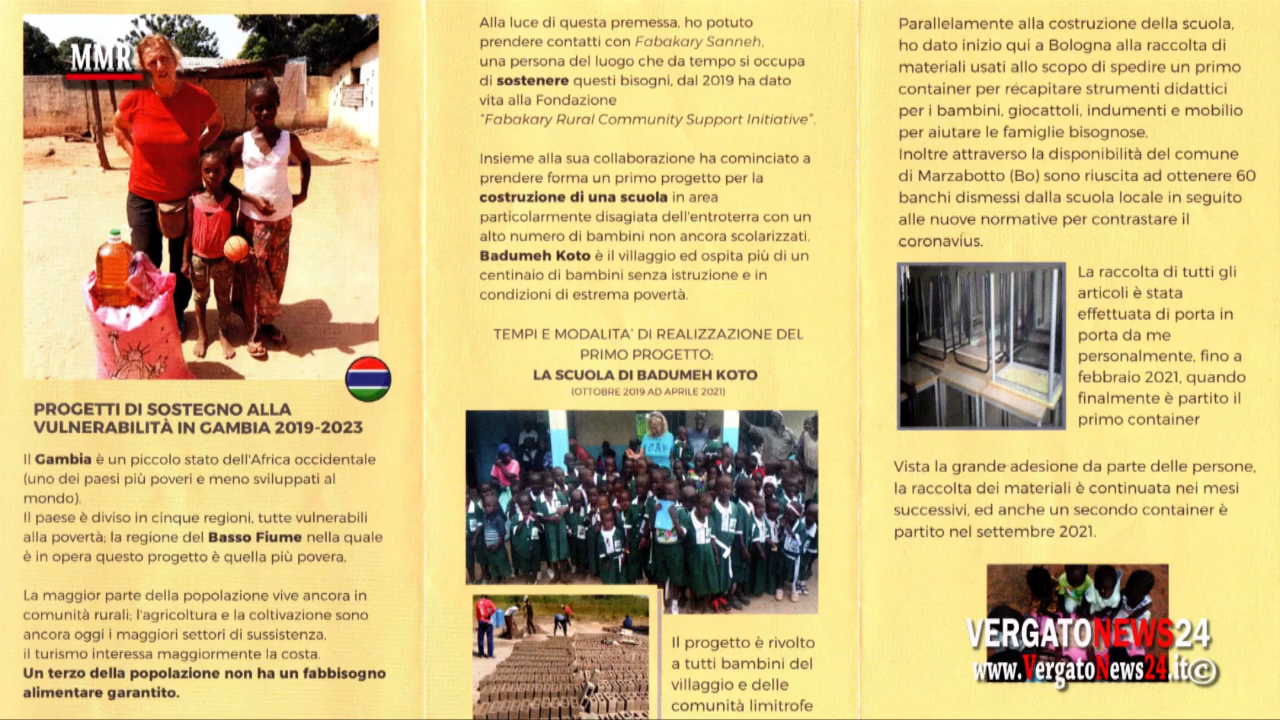 MMR
PROGETTI DI SOSTEGNO ALLA
VULNERABILITÀ IN GAMBIA 2019-2023
Il Gambia è un piccolo stato dell'Africa occidentale
(uno dei paesi più poveri e meno sviluppati al
mondo).
Il paese è diviso in cinque regioni, tutte vulnerabili
alla povertà; la regione del Basso Fiume nella quale
è in opera questo progetto è quella più povera.
La maggior parte della popolazione vive ancora in
comunità rurali; l'agricoltura e la coltivazione sono
ancora oggi i maggiori settori di sussistenza,
il turismo interessa maggiormente la costa.
Un terzo della popolazione non ha un fabbisogno
alimentare garantito.
Alla luce di questa premessa, ho potuto
prendere contatti con Fabakary Sanneh,
una persona del luogo che da tempo si occupa
di sostenere questi bisogni, dal 2019 ha dato
vita alla Fondazione
"Fabakary Rural Community Support Initiative".
Insieme alla sua collaborazione ha cominciato a
prendere forma un primo progetto per la
costruzione di una scuola in area
particolarmente disagiata dell'entroterra con un
alto numero di bambini non ancora scolarizzati.
Badumeh Koto è il villaggio ed ospita più di un
centinaio di bambini senza istruzione e in
condizioni di estrema povertà.
TEMPI E MODALITA' DI REALIZZAZIONE DEL
PRIMO PROGETTO:
LA SCUOLA DI BADUMEH KOTO
(OTTOBRE 2019 AD APRILE 2021)
GAP
Il progetto è rivolto
a tutti bambini del
villaggio e delle
comunità limitrofe
Parallelamente alla costruzione della scuola,
ho dato inizio qui a Bologna alla raccolta di
materiali usati allo scopo di spedire un primo
container per recapitare strumenti didattici
per i bambini, giocattoli, indumenti e mobilio
per aiutare le famiglie bisognose.
Inoltre attraverso la disponibilità del comune
di Marzabotto (Bo) sono riuscita ad ottenere 60
banchi dismessi dalla scuola locale in seguito
alle nuove normative per contrastare il
coronavius.
La raccolta di tutti gli
articoli è stata
effettuata di porta in
porta da me
personalmente, fino a
febbraio 2021, quando
finalmente è partito il
primo container
Vista la grande adesione da parte delle persone,
la raccolta dei materiali è continuata nei mesi
successivi, ed anche un secondo container è
partito nel settembre 2021.
VERGATONEWS24
www.VergatoNews24.it©